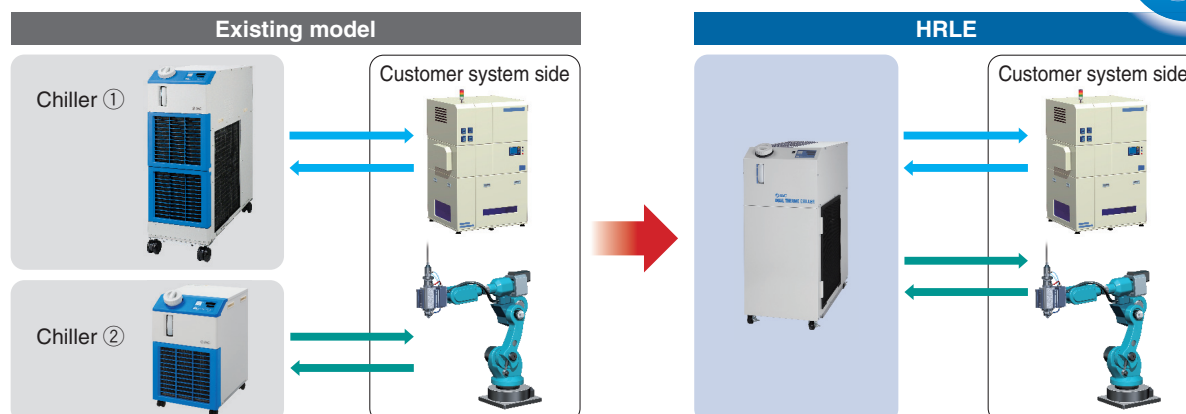 Existing model
HRLE
Chiller ①
Customer system side
Chiller ②
Customer system side